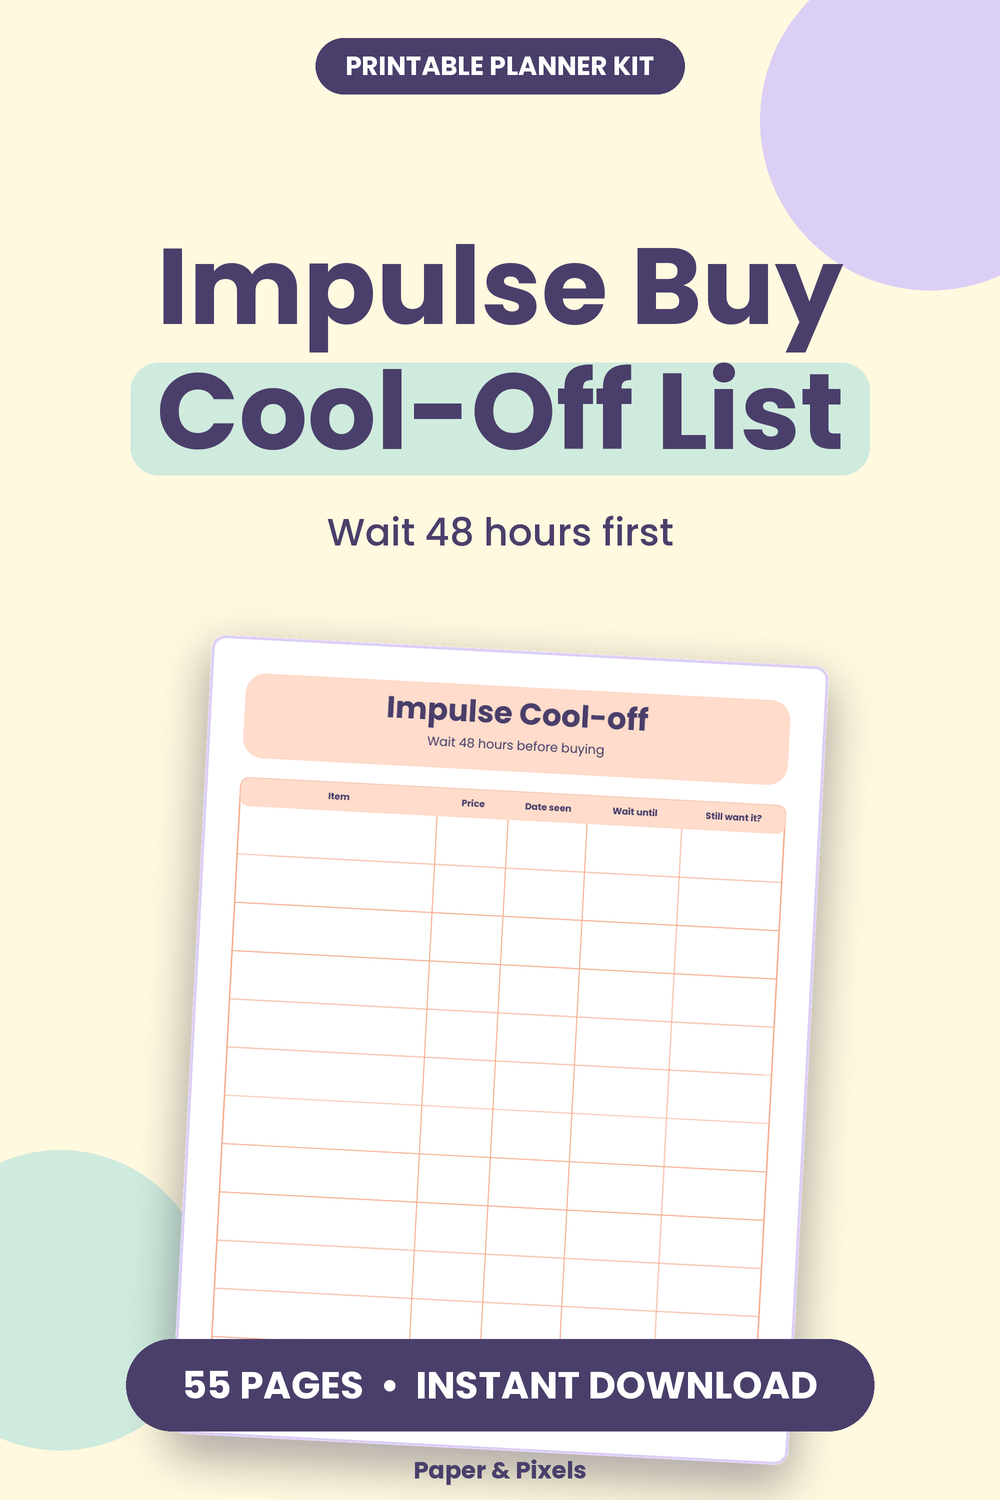 PRINTABLE PLANNER KIT
Impulse Buy
Cool-Off List
Wait 48 hours first
Impulse Cool-off
Wait 48 hours before buying
Item Price Date seen Wait until Still want it?
55 PAGES • INSTANT DOWNLOAD
Paper & Pixels